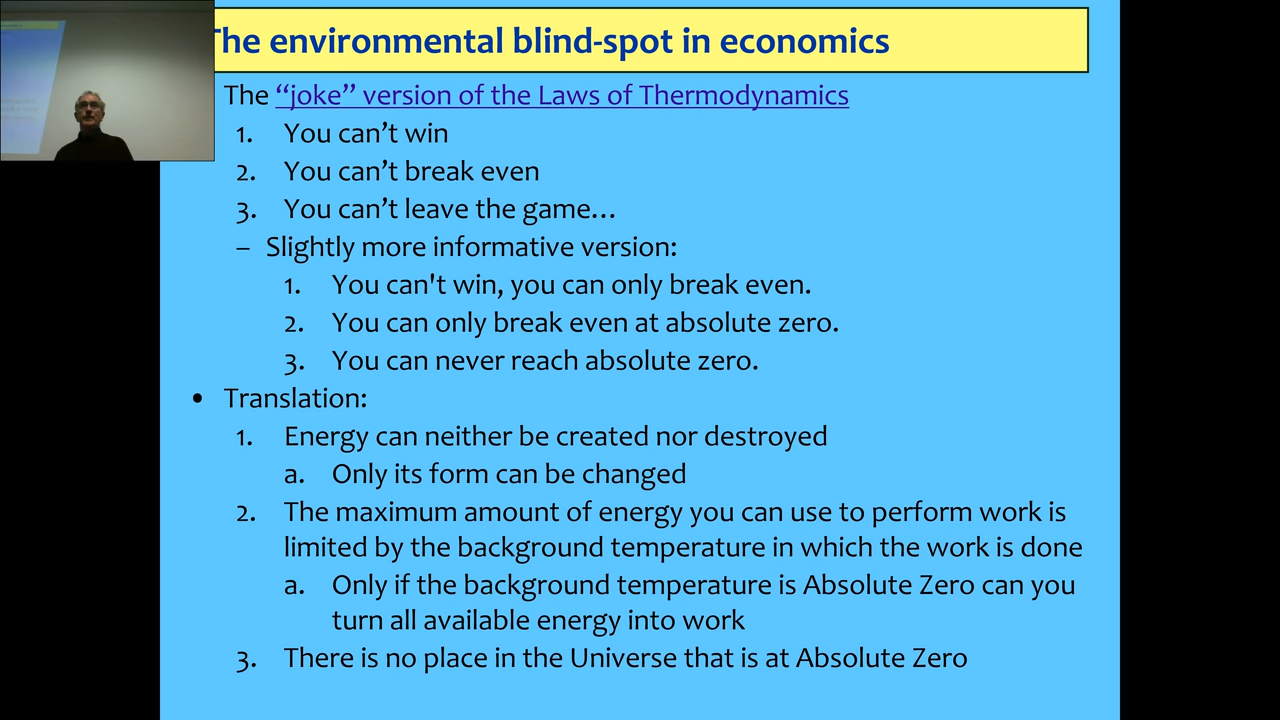 The environmental blind-spot in economics
The “joke” version of the Laws of Thermodynamics
1. You can’t win
2. You can’t break even
3. You can’t leave the game…
– Slightly more informative version:
1. You can't win, you can only break even.
2. You can only break even at absolute zero.
3. You can never reach absolute zero.
• Translation:
1. Energy can neither be created nor destroyed
a. Only its form can be changed
2. The maximum amount of energy you can use to perform work is
limited by the background temperature in which the work is done
a. Only if the background temperature is Absolute Zero can you
turn all available energy into work
3. There is no place in the Universe that is at Absolute Zero